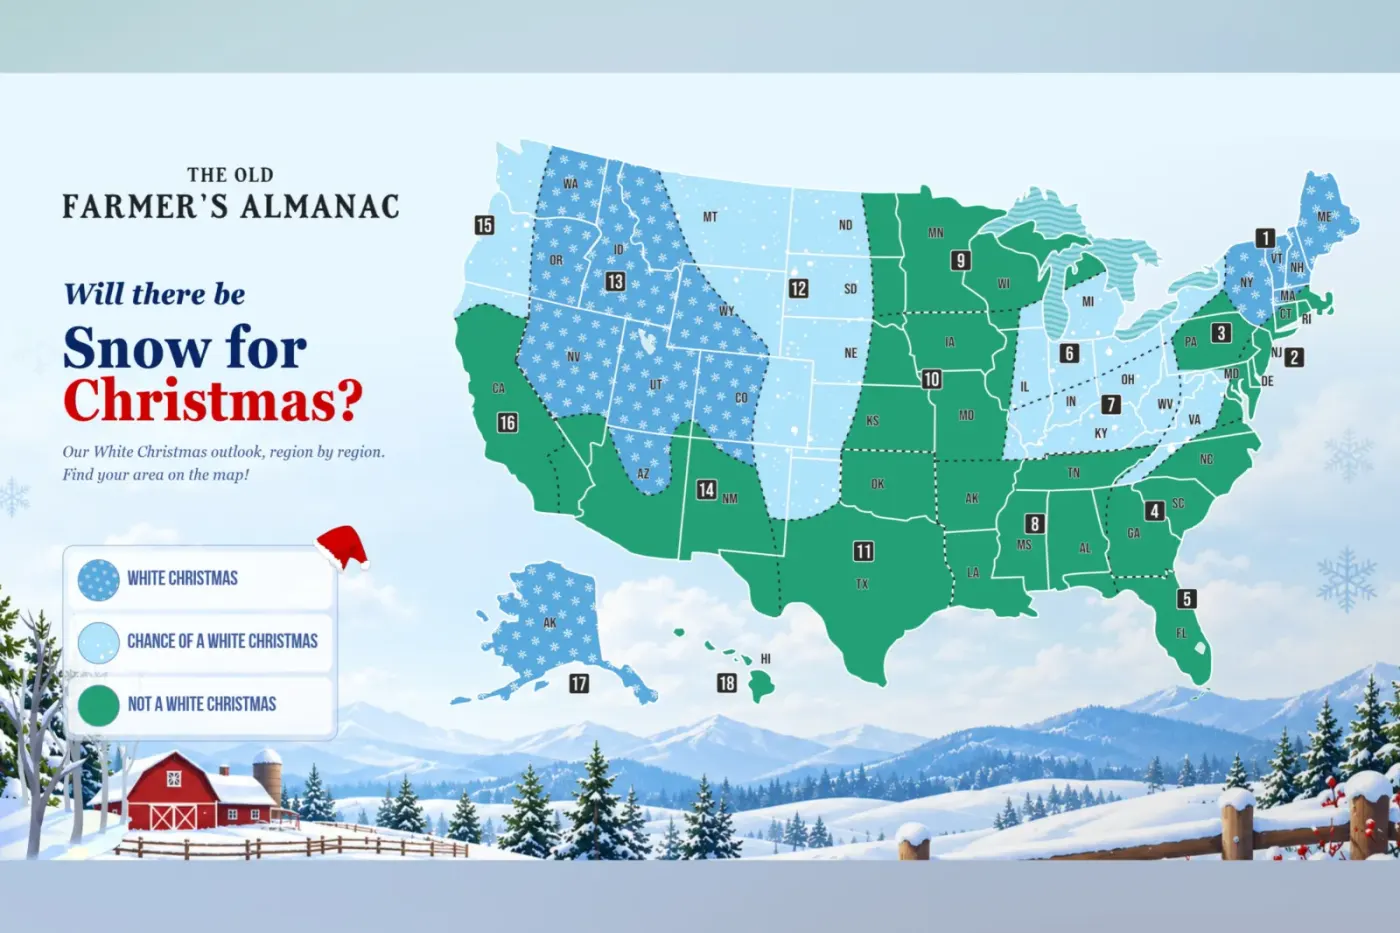 THE OLD
FARMER'S ALMANAC
Will there be
Snow for
Christmas?
Our White Christmas outlook, region by region.
Find your area on the map!
WHITE CHRISTMAS
CHANCE OF A WHITE CHRISTMAS
NOT A WHITE CHRISTMAS
WA
MT
ND
MN
ME
15
1
VT
NH
OR
ID
13
WY
12
SD
9
WI
MI
NY
MA
CT
RI
NV
UT
CO
NE
IA
6
PA
3
NJ
2
CA
16
KS
10
MO
IL
IN
OH
7
KY
WV
VA
MD
DE
AZ
14
NM
OK
AK
TN
NC
11
TX
LA
8
MS
AL
GA
4
SC
5
FL
AK
17
18
HI